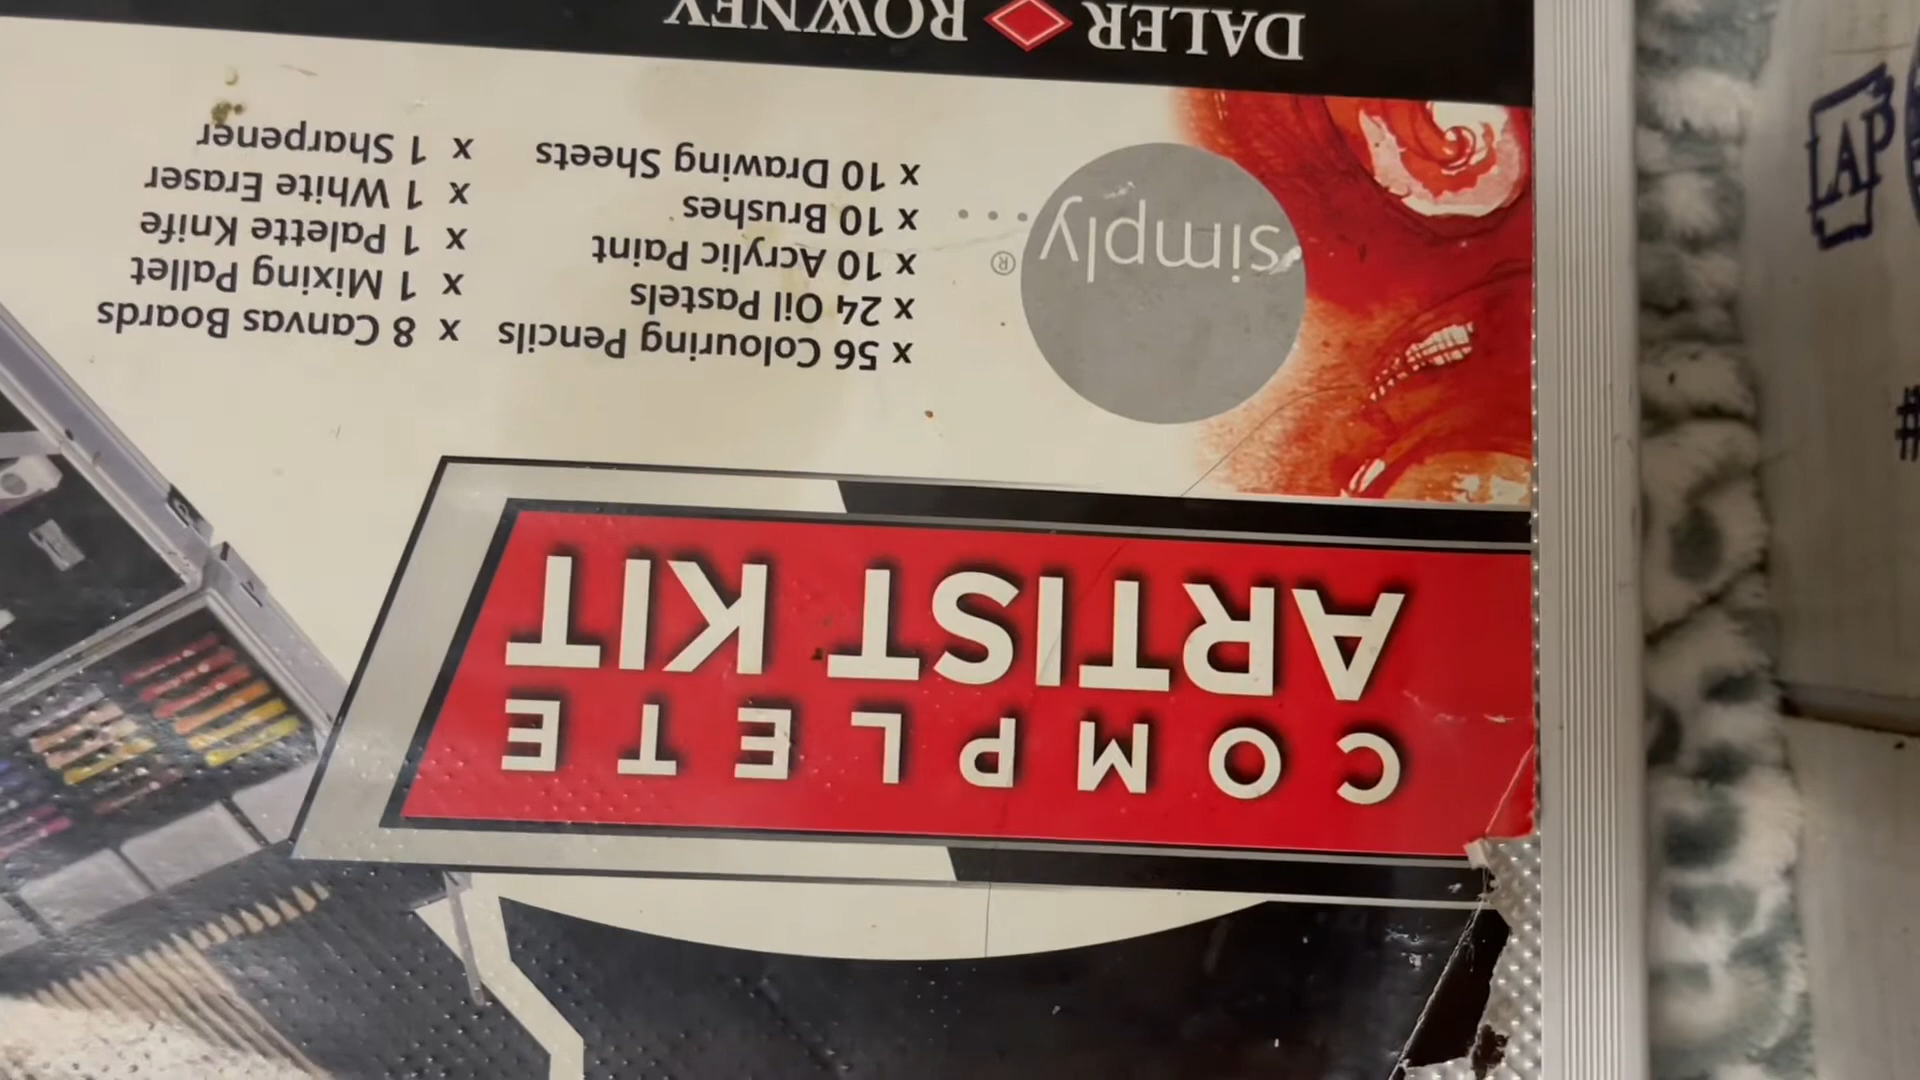 COMPLETE
ARTIST KIT
simply®...
x 56 Colouring Pencils
x 24 Oil Pastels
x 10 Acrylic Paint
x 10 Brushes
x 10 Drawing Sheets
x 8 Canvas Boards
x 1 Mixing Pallet
x 1 Palette Knife
x 1 White Eraser
x 1 Sharpener
DALER ROWNEY
AP
#